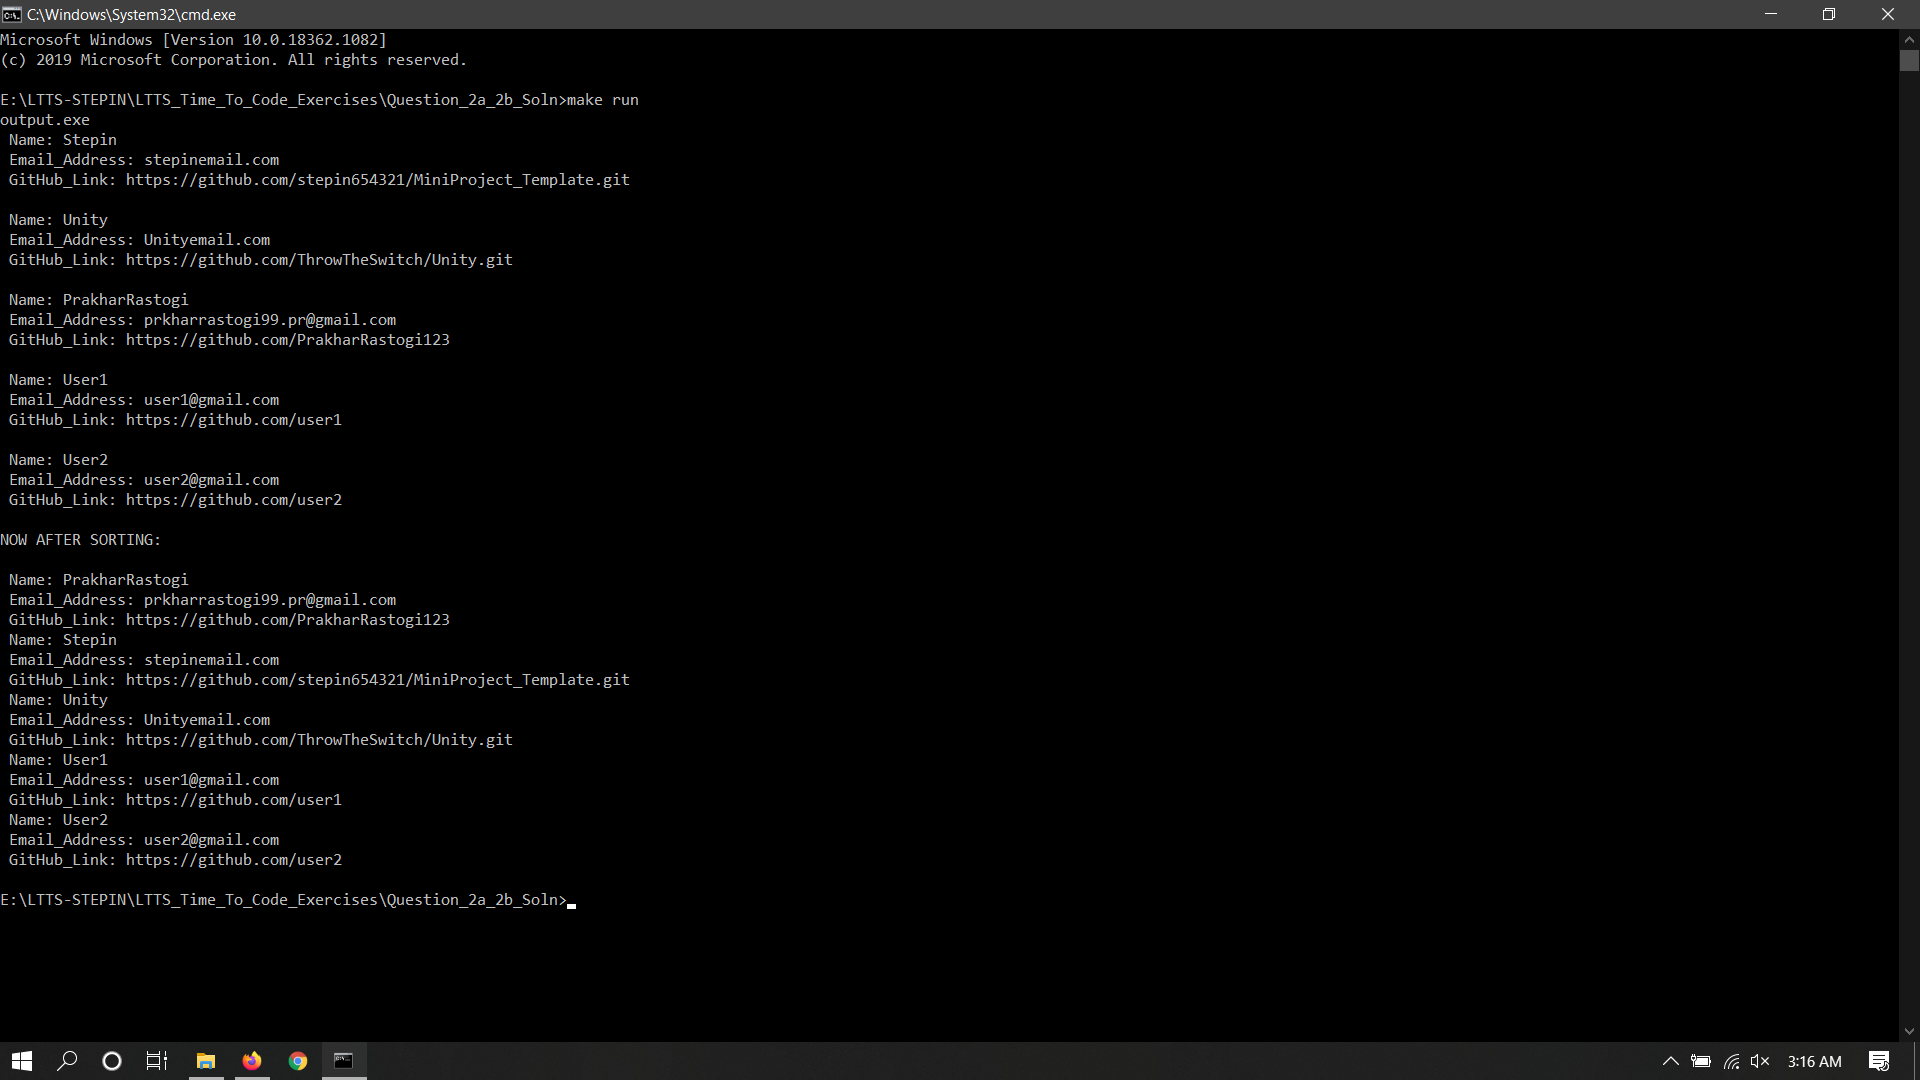 C:\Windows\System32\cmd.exe
Microsoft Windows [Version 10.0.18362.1082]
(c) 2019 Microsoft Corporation. All rights reserved.
E:\LTTS-STEPIN\LTTS_Time_To_Code_Exercises\Question_2a_2b_Soln>make run
output.exe
Name: Stepin
Email_Address: stepinemail.com
GitHub_Link: https://github.com/stepin654321/MiniProject_Template.git
Name: Unity
Email_Address: Unityemail.com
GitHub_Link: https://github.com/ThrowTheSwitch/Unity.git
Name: PrakharRastogi
Email_Address: prkharrastogi99.pr@gmail.com
GitHub_Link: https://github.com/PrakharRastogi123
Name: User1
Email_Address: user1@gmail.com
GitHub_Link: https://github.com/user1
Name: User2
Email_Address: user2@gmail.com
GitHub_Link: https://github.com/user2
NOW AFTER SORTING:
Name: PrakharRastogi
Email_Address: prkharrastogi99.pr@gmail.com
GitHub_Link: https://github.com/PrakharRastogi123
Name: Stepin
Email_Address: stepinemail.com
GitHub_Link: https://github.com/stepin654321/MiniProject_Template.git
Name: Unity
Email_Address: Unityemail.com
GitHub_Link: https://github.com/ThrowTheSwitch/Unity.git
Name: User1
Email_Address: user1@gmail.com
GitHub_Link: https://github.com/user1
Name: User2
Email_Address: user2@gmail.com
GitHub_Link: https://github.com/user2
E:\LTTS-STEPIN\LTTS_Time_To_Code_Exercises\Question_2a_2b_Soln>
3:16 AM